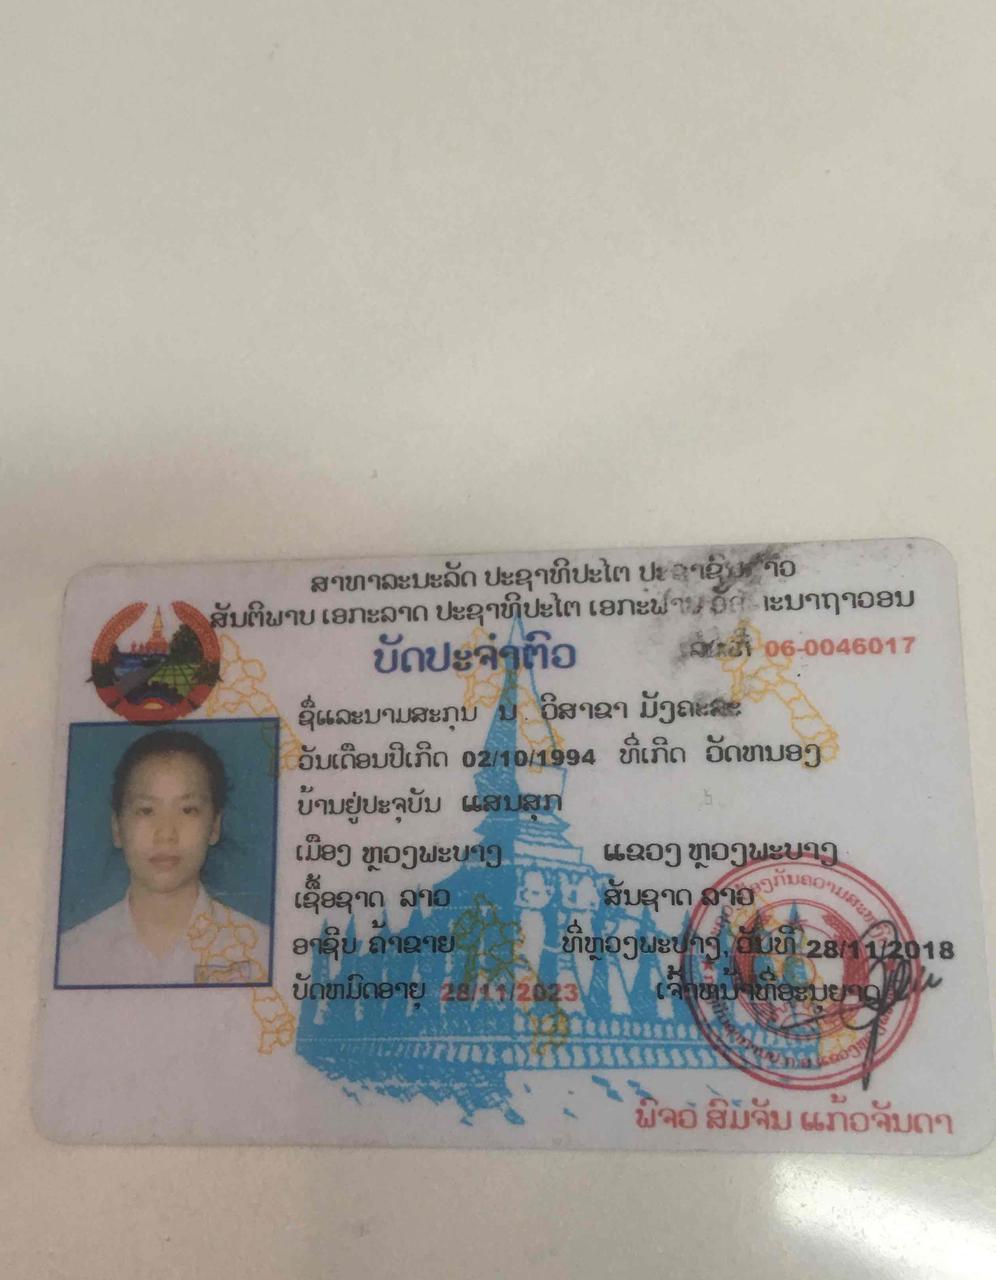 ສາທາລະນະລັດ ປະຊາທິປະໄຕ ປະຊາຊົນລາວ
ສັນຕິພາບ ເອກະລາດ ປະຊາທິປະໄຕ ເອກະພາບ ວັດທະນາຖາວອນ
ບັດປະຈຳຕົວ
ເລກທີ 06-0046017
ຊື່ແລະນາມສະກຸນ ນ. ວິສາຂາ ມັງຄະລະ
ວັນເດືອນປີເກີດ 02/10/1994 ທີ່ເກີດ ວັດຫນອງ
ບ້ານຢູ່ປະຈຸບັນ ແສນສຸກ
ເມືອງ ຫຼວງພະບາງ ແຂວງ ຫຼວງພະບາງ
ເຊື້ອຊາດ ລາວ ສັນຊາດ ລາວ
ອາຊີບ ຄ້າຂາຍ ທີ່ຫຼວງພະບາງ, ວັນທີ 28/11/2018
ບັດຫມົດອາຍຸ 28/11/2023 ເຈົ້າຫນ້າທີ່ອະນຸຍາດ
ພົຈວ ສົມຈັນ ແກ້ວຈັນດາ